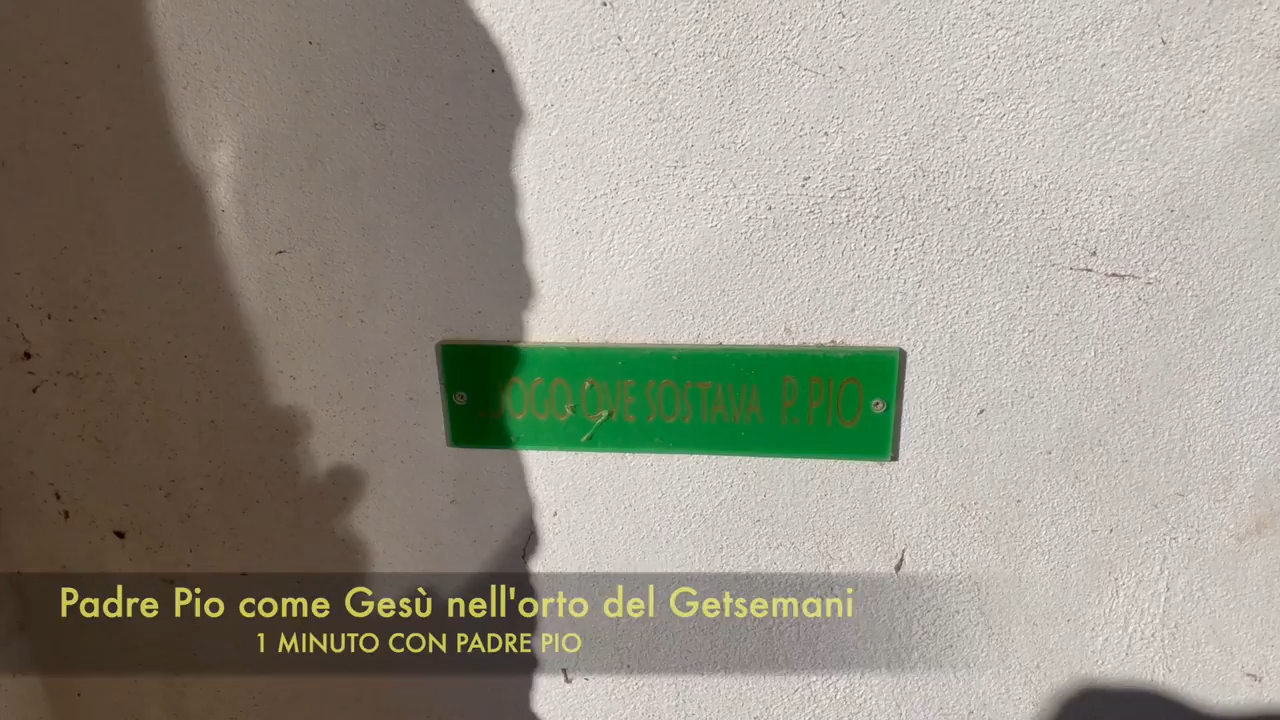 OVE SOSTAVA P. PIO
Padre Pio come Gesù nell'orto del Getsemani
1 MINUTO CON PADRE PIO